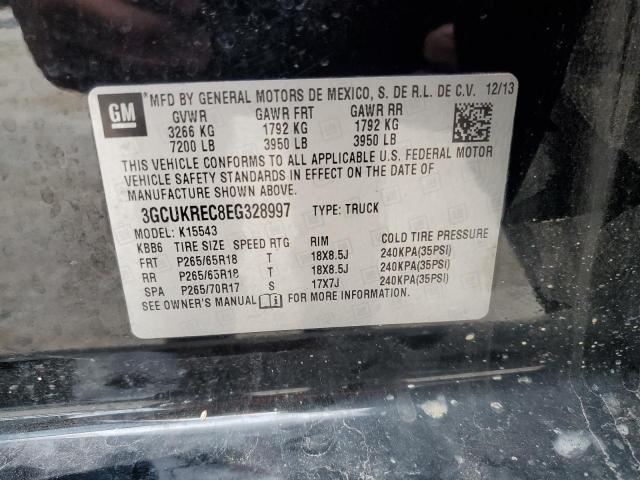 GM
*MFD BY GENERAL MOTORS DE MEXICO, S. DE R.L. DE C.V. 12/13
GVWR GAWR FRT GAWR RR
3266 KG 1792 KG 1792 KG
7200 LB 3950 LB 3950 LB
THIS VEHICLE CONFORMS TO ALL APPLICABLE U.S. FEDERAL MOTOR
VEHICLE SAFETY STANDARDS IN EFFECT ON THE DATE OF
MANUFACTURE SHOWN ABOVE.
3GCUKREC8EG328997 TYPE: TRUCK
MODEL: K15543
KBB6 TIRE SIZE SPEED RTG RIM COLD TIRE PRESSURE
FRT P265/65R18 T 18X8.5J 240KPA(35PSI)
RR P265/65R18 T 18X8.5J 240KPA(35PSI)
SPA P265/70R17 S 17X7J 240KPA(35PSI)
SEE OWNER'S MANUAL FOR MORE INFORMATION.